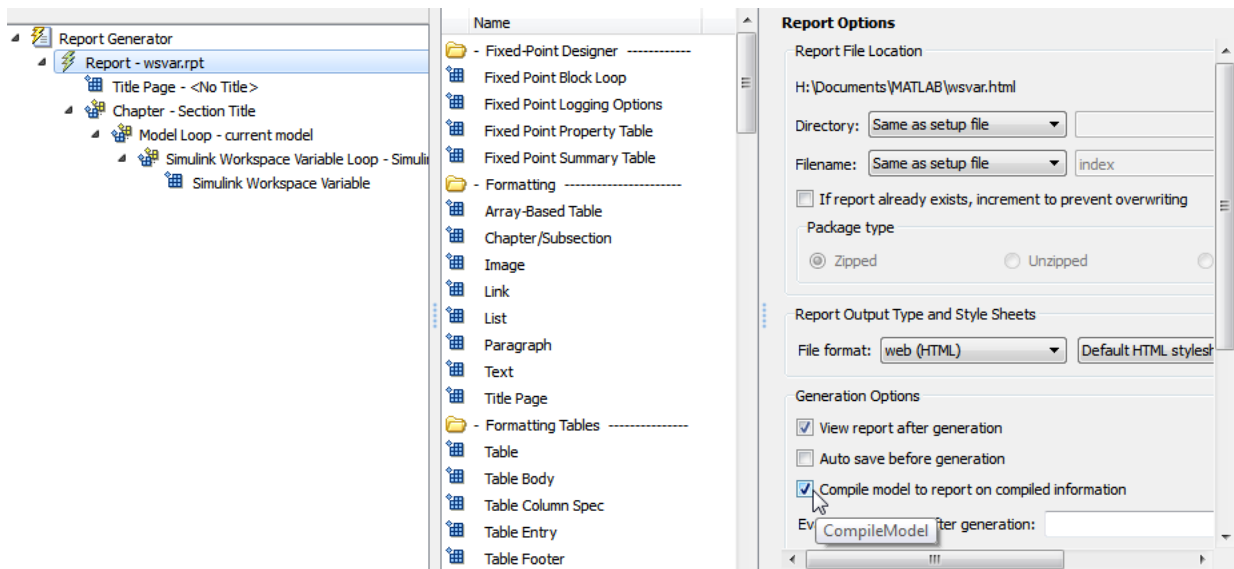 Report Generator
Report - wsvar.rpt
Title Page - <No Title>
Chapter - Section Title
Model Loop - current model
Simulink Workspace Variable Loop - Simuli
Simulink Workspace Variable
Name
- Fixed-Point Designer ------------
Fixed Point Block Loop
Fixed Point Logging Options
Fixed Point Property Table
Fixed Point Summary Table
- Formatting ----------------------
Array-Based Table
Chapter/Subsection
Image
Link
List
Paragraph
Text
Title Page
- Formatting Tables ---------------
Table
Table Body
Table Column Spec
Table Entry
Table Footer
Report Options
Report File Location
H:\Documents\MATLAB\wsvar.html
Directory: Same as setup file
Filename: Same as setup file index
If report already exists, increment to prevent overwriting
Package type
Zipped Unzipped
Report Output Type and Style Sheets
File format: web (HTML) Default HTML stylesh
Generation Options
View report after generation
Auto save before generation
Compile model to report on compiled information
Ev ter generation:
CompileModel